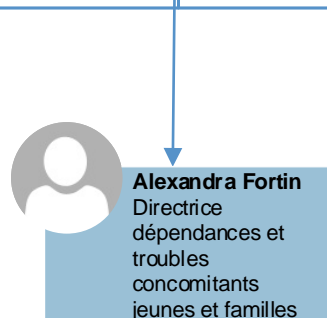 Alexandra Fortin
Directrice
dépendances et
troubles
concomitants
jeunes et familles